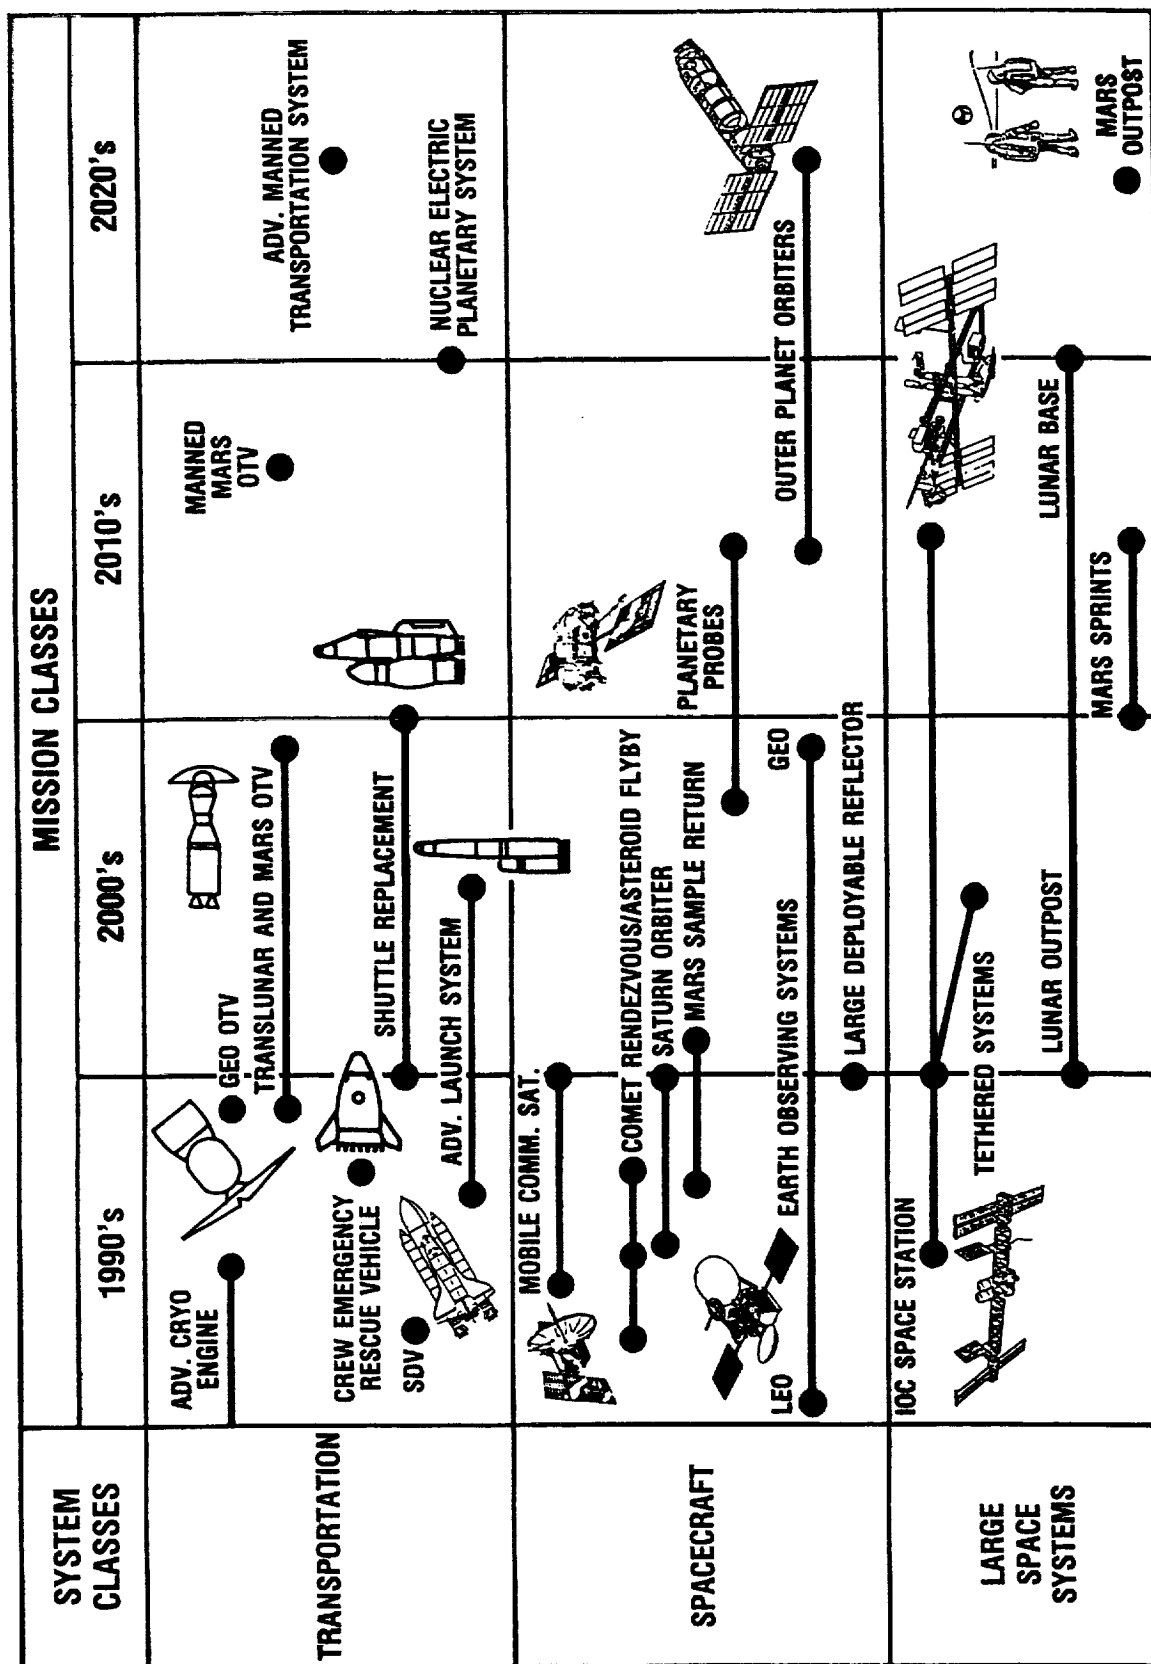 SYSTEM
CLASSES
MISSION CLASSES
1990's
2000's
2010's
2020's
TRANSPORTATION
ADV. CRYO
ENGINE
GEO OTV
TRANSLUNAR AND MARS OTV
MANNED
MARS
OTV
ADV. MANNED
TRANSPORTATION SYSTEM
CREW EMERGENCY
RESCUE VEHICLE
SHUTTLE REPLACEMENT
SDV
ADV. LAUNCH SYSTEM
NUCLEAR ELECTRIC
PLANETARY SYSTEM
SPACECRAFT
MOBILE COMM. SAT.
COMET RENDEZVOUS/ASTEROID FLYBY
SATURN ORBITER
MARS SAMPLE RETURN
PLANETARY
PROBES
LEO
EARTH OBSERVING SYSTEMS
GEO
OUTER PLANET ORBITERS
LARGE DEPLOYABLE REFLECTOR
LARGE
SPACE
SYSTEMS
IOC SPACE STATION
TETHERED SYSTEMS
LUNAR OUTPOST
LUNAR BASE
MARS SPRINTS
MARS
OUTPOST